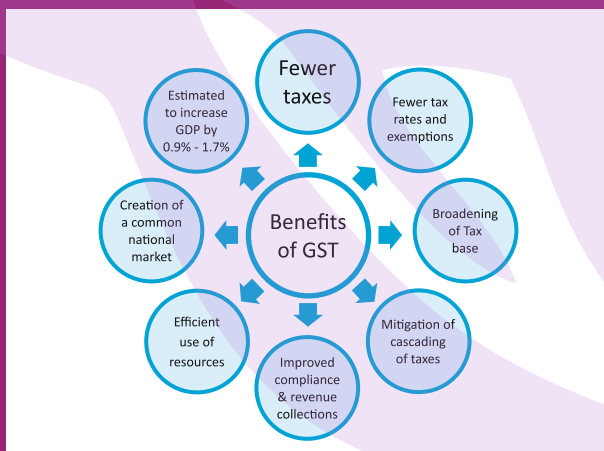 Benefits
of GST
Fewer
taxes
Fewer tax
rates and
exemptions
Broadening
of Tax
base
Mitigation of
cascading
of taxes
Improved
compliance
& revenue
collections
Efficient
use of
resources
Creation of
a common
national
market
Estimated
to increase
GDP by
0.9% - 1.7%